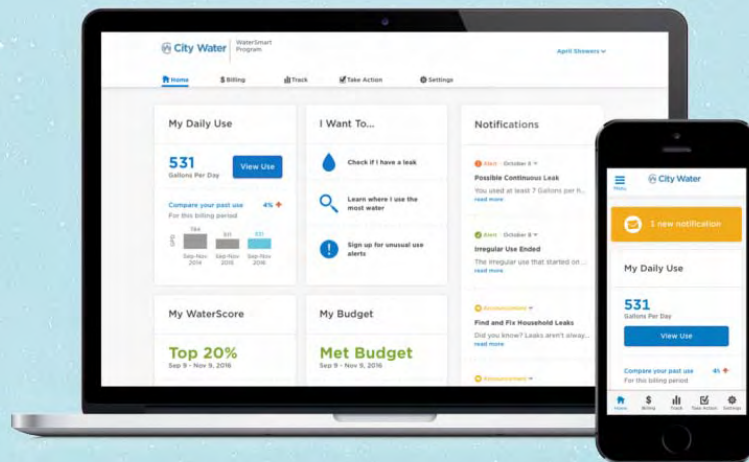 City Water
WaterSmart
Program
April Showers
Home
$ Billing
Track
Take Action
Settings
My Daily Use
531
Gallons Per Day
View Use
Compare your past use 4%
For this billing period
GPD
Sep-Nov
2014
Sep-Nov
2015
Sep-Nov
2016
I Want To...
Check if I have a leak
Learn where I use the
most water
Sign up for unusual use
alerts
Notifications
Alert October 5
Possible Continuous Leak
You used at least 7 Gallons per h...
read more
Alert October 9
Irregular Use Ended
The irregular use that started on ...
read more
Announcement
Find and Fix Household Leaks
Did you know? Leaks aren't alway...
read more
Announcement
My WaterScore
Top 20%
Sep 9 - Nov 9, 2016
My Budget
Met Budget
Sep 9 - Nov 9, 2016
Menu
City Water
1 new notification
My Daily Use
531
Gallons Per Day
View Use
Compare your past use 4%
For this billing period
Home
$
Billing
Track
Take Action
Settings